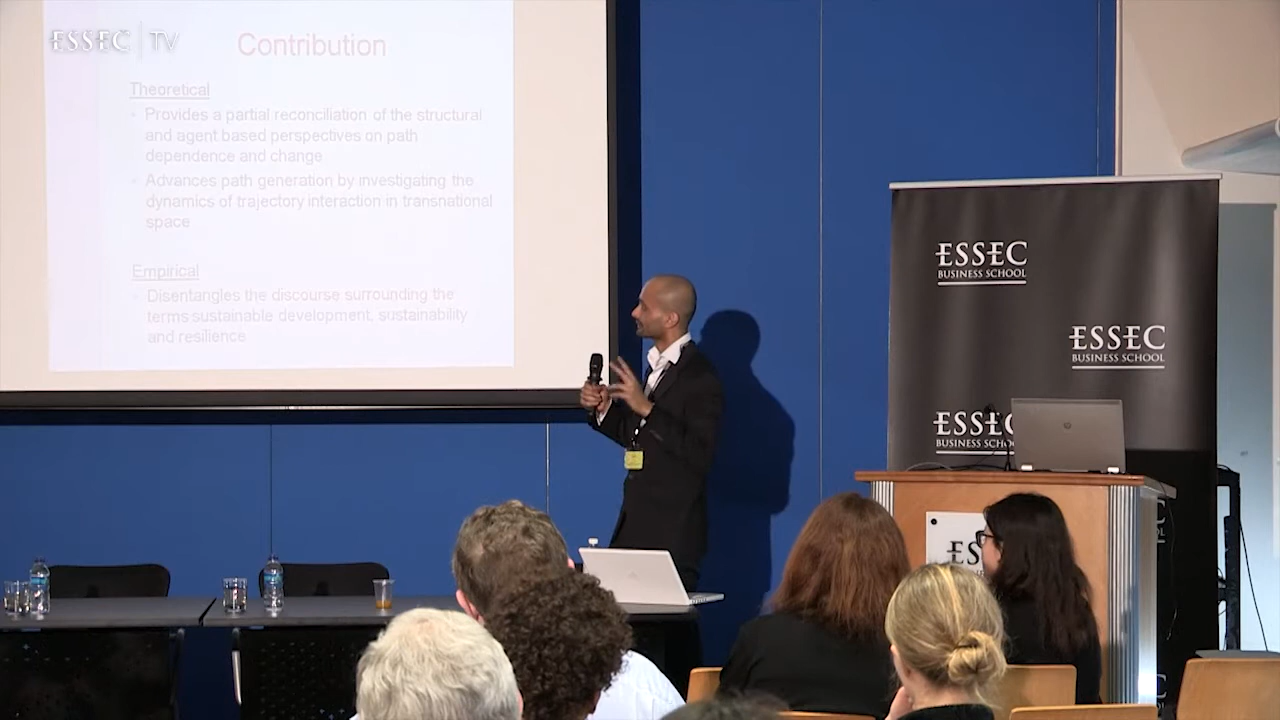 ESSEC TV
Contribution
Theoretical
Provides a partial reconciliation of the structural
and agent based perspectives on path
dependence and change
Advances path generation by investigating the
dynamics of trajectory interaction in transnational
space
Empirical
Disentangles the discourse surrounding the
terms sustainable development, sustainability
and resilience
ESSEC
BUSINESS SCHOOL
ESSEC
BUSINESS SCHOOL
ESSEC
BUSINESS SCHO
ES